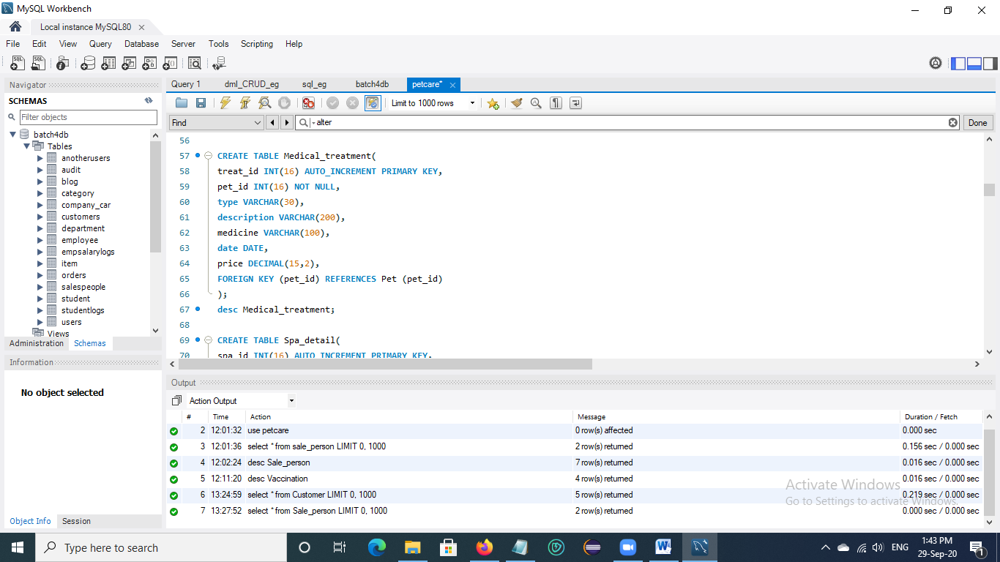 MySQL Workbench
Local instance MySQL80
File Edit View Query Database Server Tools Scripting Help
Navigator
SCHEMAS
Filter objects
batch4db
Tables
anotherusers
audit
blog
category
company_car
customers
department
employee
empsalarylogs
item
orders
salespeople
student
studentlogs
users
Views
Administration Schemas
Information
No object selected
Object Info Session
Query 1 dml_CRUD_eg sql_eg batch4db petcare*
Limit to 1000 rows
Find alter Done
56
57 CREATE TABLE Medical_treatment(
58 treat_id INT(16) AUTO_INCREMENT PRIMARY KEY,
59 pet_id INT(16) NOT NULL,
60 type VARCHAR(30),
61 description VARCHAR(200),
62 medicine VARCHAR(100),
63 date DATE,
64 price DECIMAL(15,2),
65 FOREIGN KEY (pet_id) REFERENCES Pet (pet_id)
66 );
67 desc Medical_treatment;
68
69 CREATE TABLE Spa_detail(
70 spa_id INT(16) AUTO_INCREMENT PRIMARY KEY,
Output
Action Output
# Time Action Message Duration / Fetch
2 12:01:32 use petcare 0 row(s) affected 0.000 sec
3 12:01:36 select * from sale_person LIMIT 0, 1000 2 row(s) returned 0.156 sec / 0.000 sec
4 12:02:24 desc Sale_person 7 row(s) returned 0.016 sec / 0.000 sec
5 12:11:20 desc Vaccination 4 row(s) returned 0.016 sec / 0.000 sec
6 13:24:59 select * from Customer LIMIT 0, 1000 5 row(s) returned 0.219 sec / 0.000 sec
7 13:27:52 select * from Sale_person LIMIT 0, 1000 2 row(s) returned 0.000 sec / 0.000 sec
Activate Windows
Go to Settings to activate Windows.
Type here to search
ENG
1:43 PM
29-Sep-20
1